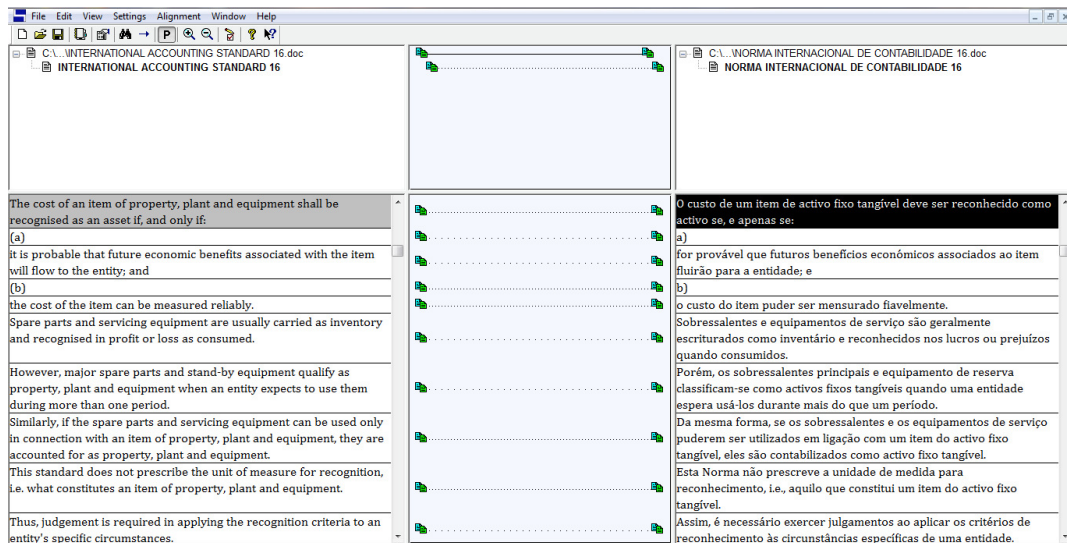 File Edit View Settings Alignment Window Help
P
C:\...\INTERNATIONAL ACCOUNTING STANDARD 16.doc
INTERNATIONAL ACCOUNTING STANDARD 16
C:\...\NORMA INTERNACIONAL DE CONTABILIDADE 16.doc
NORMA INTERNACIONAL DE CONTABILIDADE 16
The cost of an item of property, plant and equipment shall be
recognised as an asset if, and only if:
(a)
it is probable that future economic benefits associated with the item
will flow to the entity; and
(b)
the cost of the item can be measured reliably.
Spare parts and servicing equipment are usually carried as inventory
and recognised in profit or loss as consumed.
However, major spare parts and stand-by equipment qualify as
property, plant and equipment when an entity expects to use them
during more than one period.
Similarly, if the spare parts and servicing equipment can be used only
in connection with an item of property, plant and equipment, they are
accounted for as property, plant and equipment.
This standard does not prescribe the unit of measure for recognition,
i.e. what constitutes an item of property, plant and equipment.
Thus, judgement is required in applying the recognition criteria to an
entity's specific circumstances.
O custo de um item de activo fixo tangível deve ser reconhecido como
activo se, e apenas se:
a)
for provável que futuros benefícios económicos associados ao item
fluirão para a entidade; e
b)
o custo do item puder ser mensurado fiavelmente.
Sobressalentes e equipamentos de serviço são geralmente
escriturados como inventário e reconhecidos nos lucros ou prejuízos
quando consumidos.
Porém, os sobressalentes principais e equipamento de reserva
classificam-se como activos fixos tangíveis quando uma entidade
espera usá-los durante mais do que um período.
Da mesma forma, se os sobressalentes e os equipamentos de serviço
puderem ser utilizados em ligação com um item do activo fixo
tangível, eles são contabilizados como activo fixo tangível.
Esta Norma não prescreve a unidade de medida para
reconhecimento, i.e., aquilo que constitui um item do activo fixo
tangível.
Assim, é necessário exercer julgamentos ao aplicar os critérios de
reconhecimento às circunstâncias específicas de uma entidade.